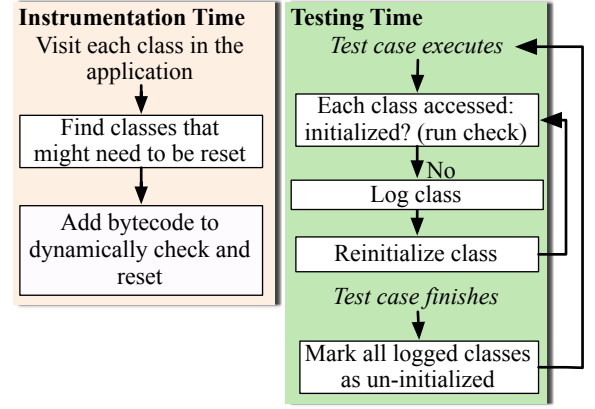 Instrumentation Time
Visit each class in the
application
Find classes that
might need to be reset
Add bytecode to
dynamically check and
reset
Testing Time
Test case executes
Each class accessed:
initialized? (run check)
No
Log class
Reinitialize class
Test case finishes
Mark all logged classes
as un-initialized